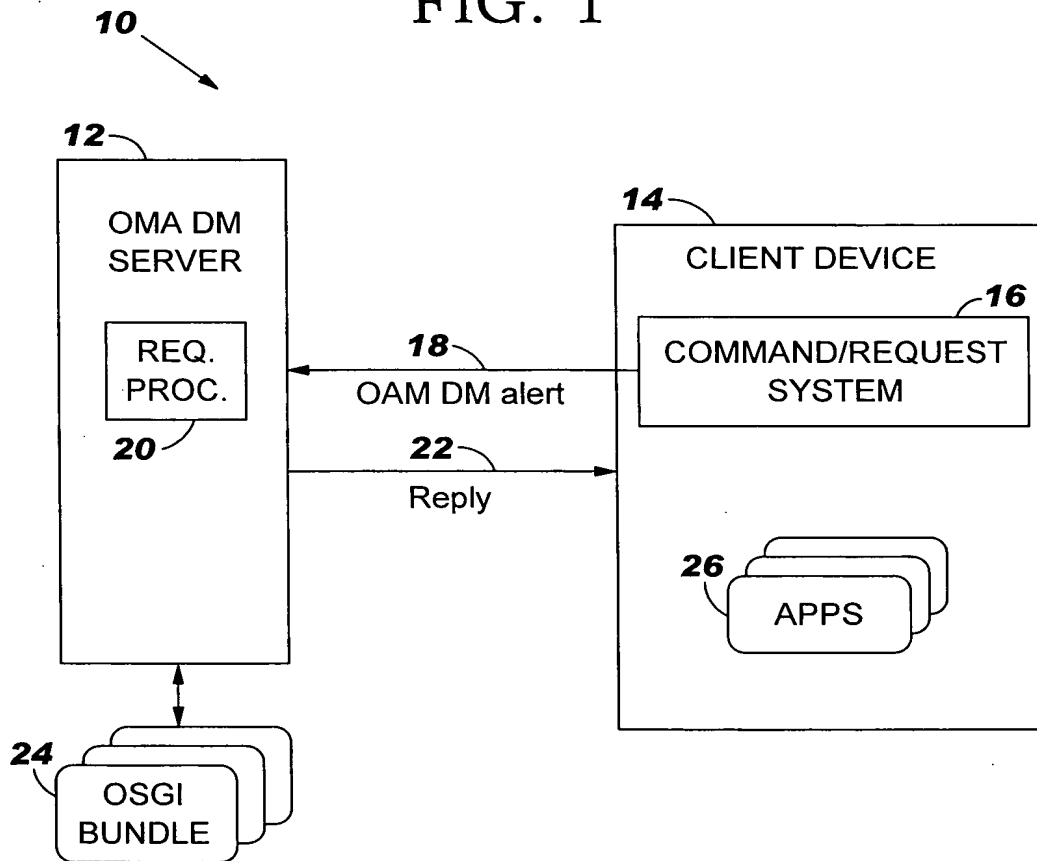 FIG. 1
10
12
OMA DM
SERVER
14
CLIENT DEVICE
16
COMMAND/REQUEST
SYSTEM
18
OAM DM alert
REQ.
PROC.
20
22
Reply
26
APPS
24
OSGI
BUNDLE